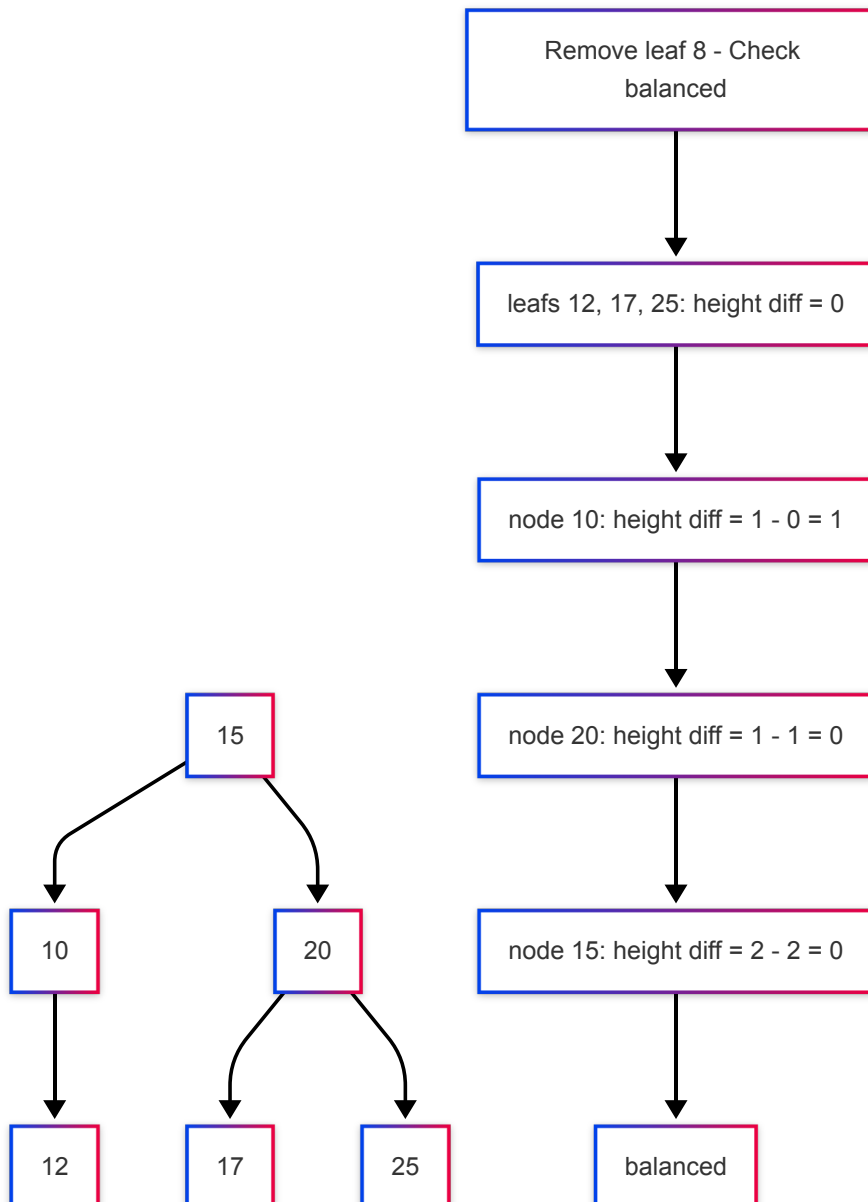 Remove leaf 8 - Check
balanced
leafs 12, 17, 25: height diff = 0
node 10: height diff = 1 - 0 = 1
15
node 20: height diff = 1 - 1 = 0
10
20
node 15: height diff = 2 - 2 = 0
12
17
25
balanced